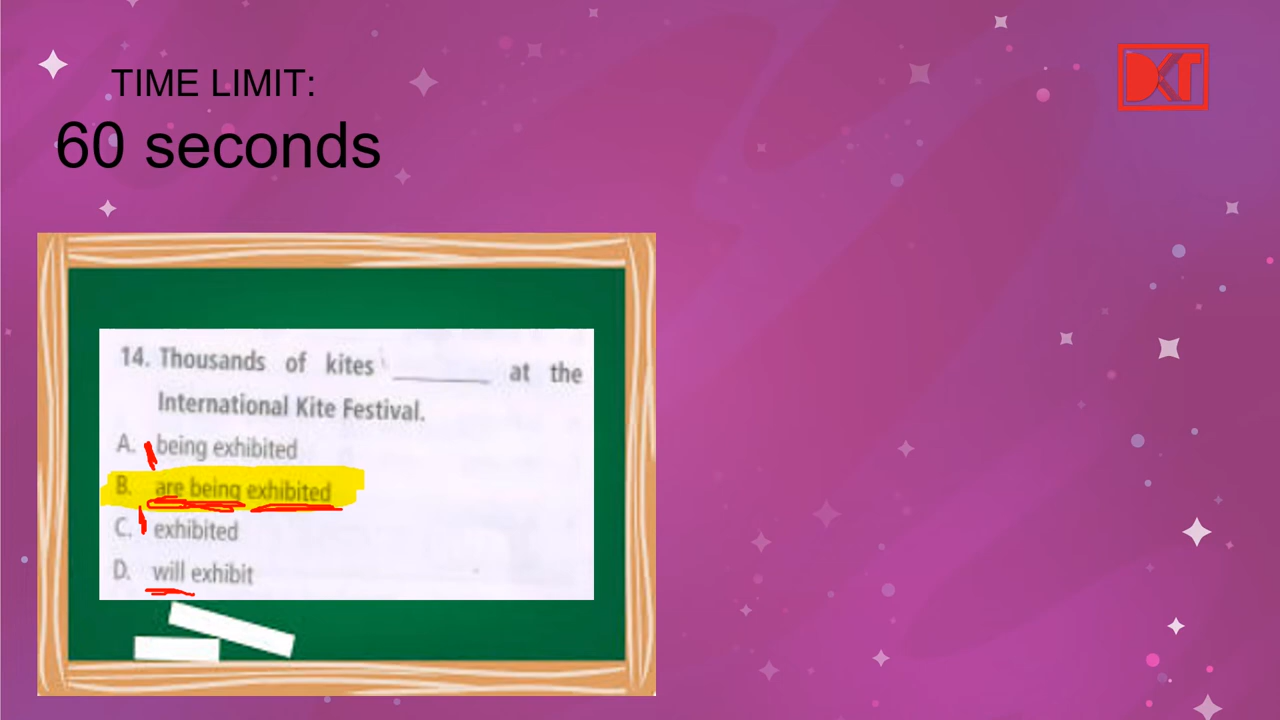 TIME LIMIT:
60 seconds
DKT
14. Thousands of kites ________ at the
International Kite Festival.
A. being exhibited
B. are being exhibited
C. exhibited
D. will exhibit